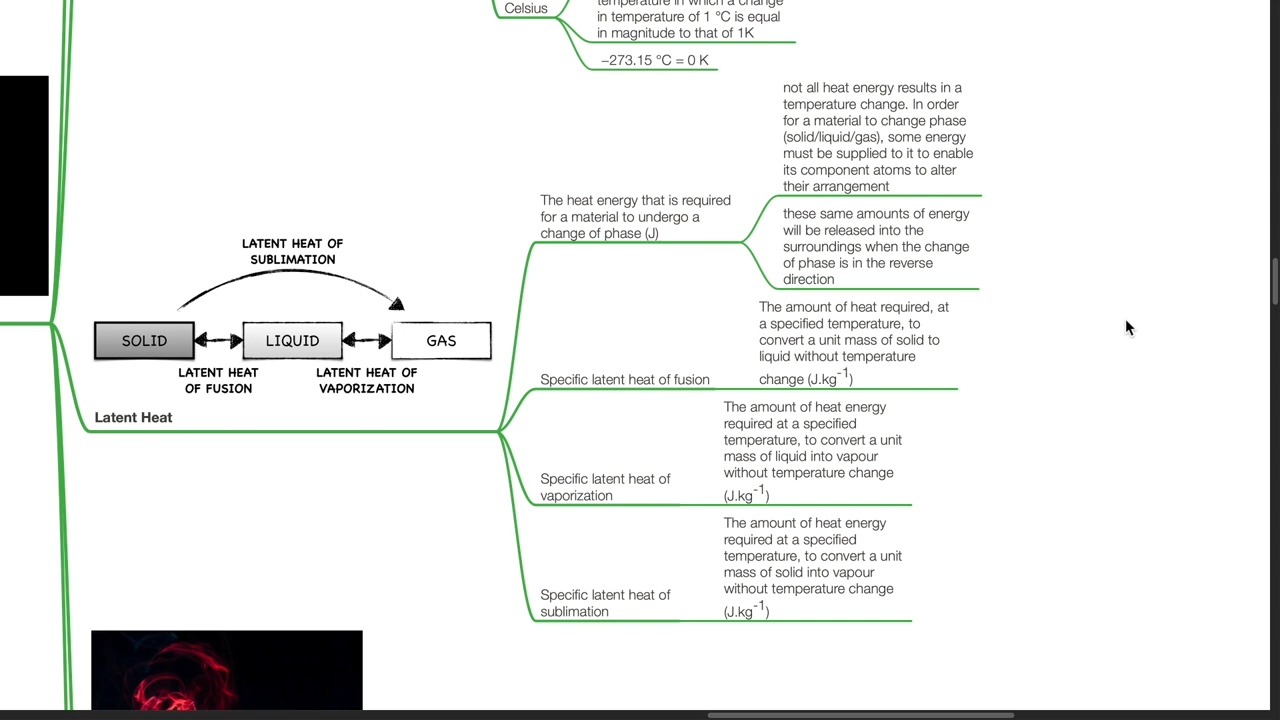 Celsius
temperature in which a change
in temperature of 1 °C is equal
in magnitude to that of 1K
−273.15 °C = 0 K
not all heat energy results in a
temperature change. In order
for a material to change phase
(solid/liquid/gas), some energy
must be supplied to it to enable
its component atoms to alter
their arrangement
The heat energy that is required
for a material to undergo a
change of phase (J)
these same amounts of energy
will be released into the
surroundings when the change
of phase is in the reverse
direction
LATENT HEAT OF
SUBLIMATION
SOLID
LIQUID
GAS
LATENT HEAT
OF FUSION
LATENT HEAT OF
VAPORIZATION
Latent Heat
Specific latent heat of fusion
The amount of heat required, at
a specified temperature, to
convert a unit mass of solid to
liquid without temperature
change (J.kg⁻¹)
Specific latent heat of
vaporization
The amount of heat energy
required at a specified
temperature, to convert a unit
mass of liquid into vapour
without temperature change
(J.kg⁻¹)
Specific latent heat of
sublimation
The amount of heat energy
required at a specified
temperature, to convert a unit
mass of solid into vapour
without temperature change
(J.kg⁻¹)